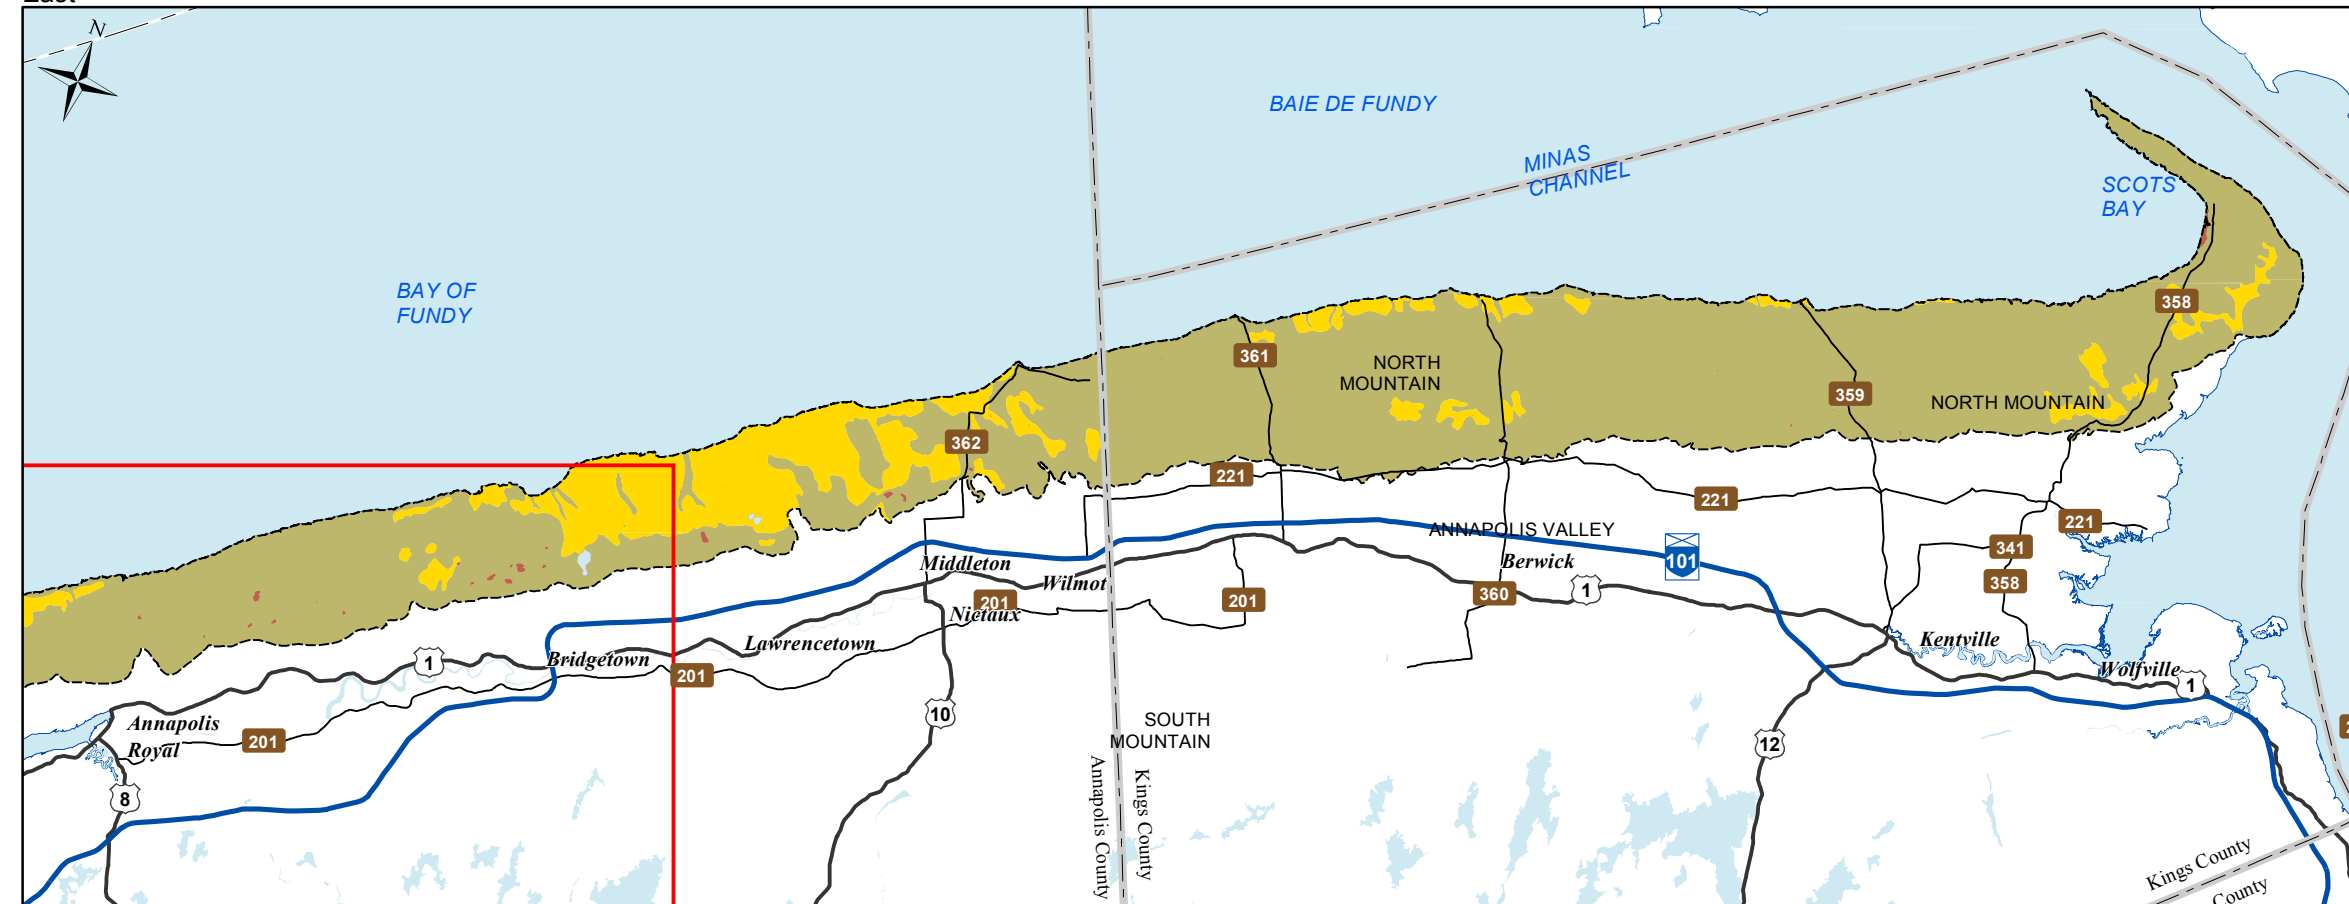 N
BAIE DE FUNDY
MINAS
CHANNEL
SCOTS
BAY
BAY OF
FUNDY
358
361
NORTH
MOUNTAIN
359
NORTH MOUNTAIN
362
221
221
221
ANNAPOLIS VALLEY
341
Middleton
Berwick
101
Wilmot
358
201
Nictaux
201
360
1
Lawrencetown
Kentville
Bridgetown
1
201
Wolfville
1
Annapolis
Royal
201
10
SOUTH
MOUNTAIN
12
8
Annapolis County
Kings County
Kings County
County